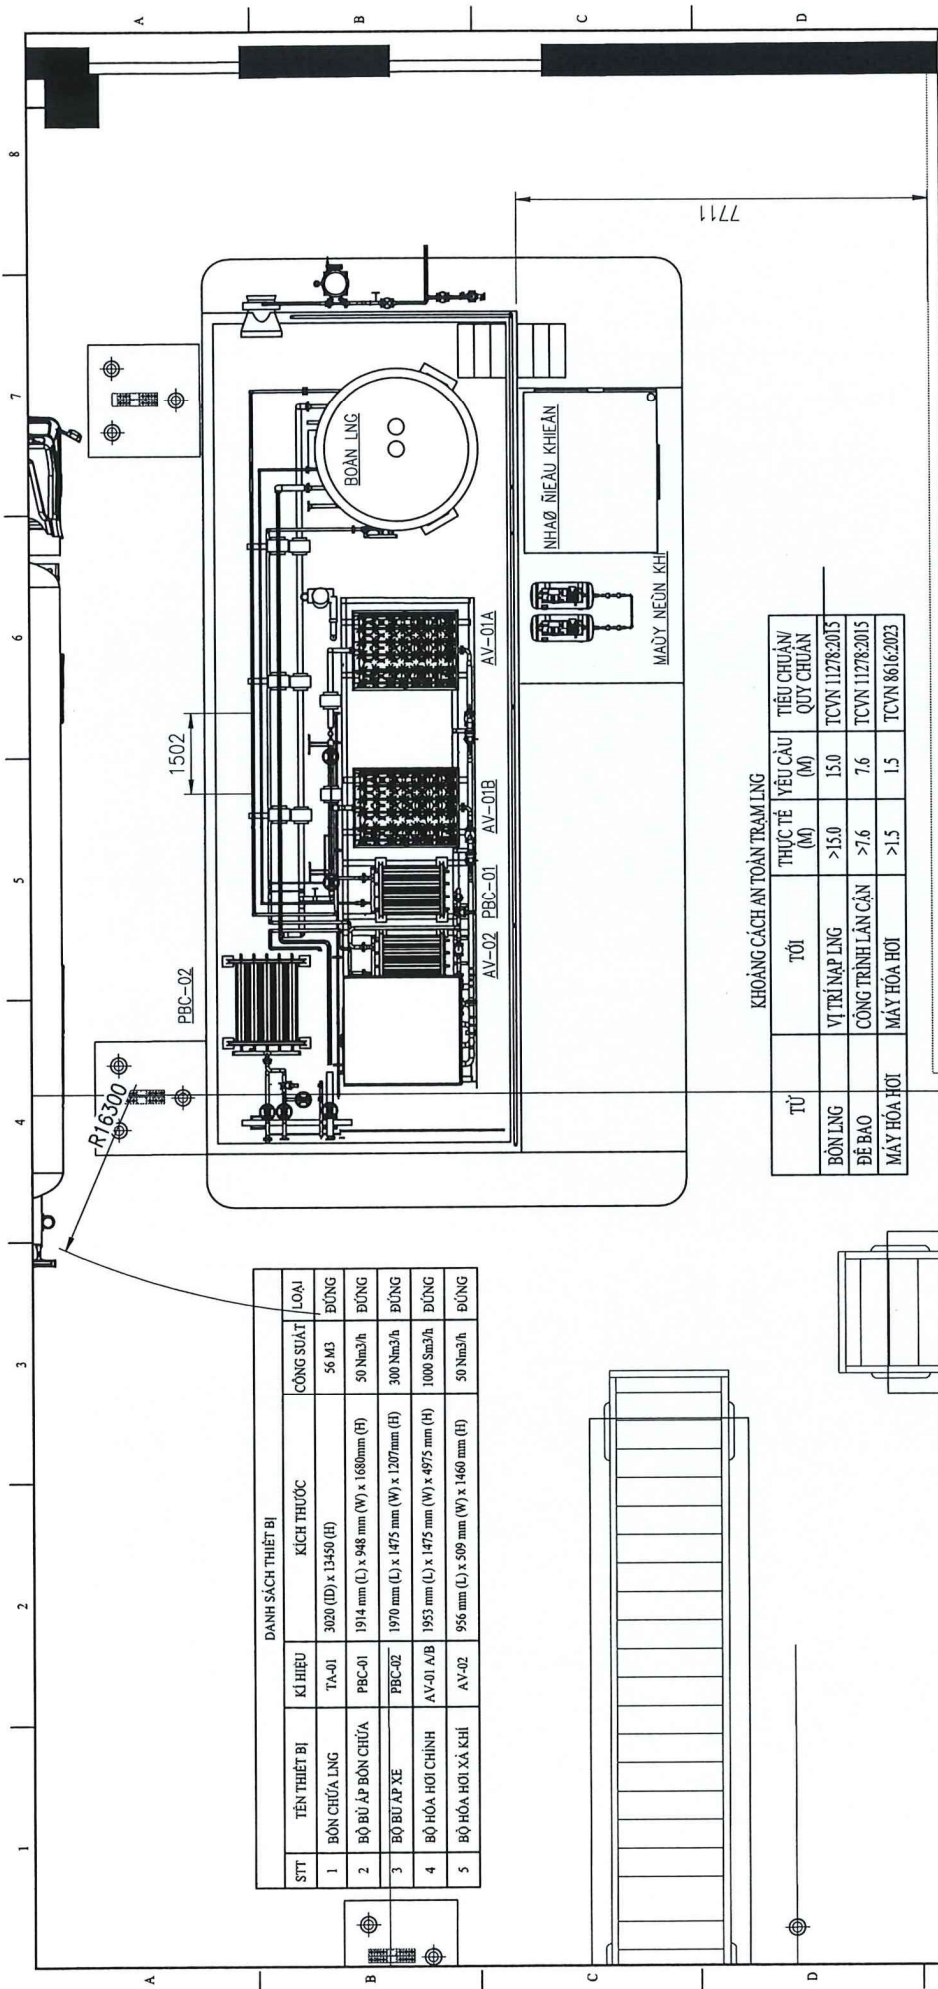 A
B
C
D
8
7
6
5
4
3
2
1
A
B
C
D
7711
1502
R16300
PBC-02
BOÀN LNG
AV-02
PBC-01
AV-01B
AV-01A
NHAØ ÑIEÀU KHIEÅN
MAÙY NEÙN KHÍ
DANH SÁCH THIẾT BỊ
STT TÊN THIẾT BỊ KÍ HIỆU KÍCH THƯỚC CÔNG SUẤT LOẠI
1 BỒN CHỨA LNG TA-01 3020 (ID) x 13450 (H) 56 M3 ĐỨNG
2 BỘ BÙ ÁP BỒN CHỨA PBC-01 1914 mm (L) x 948 mm (W) x 1680mm (H) 50 Nm3/h ĐỨNG
3 BỘ BÙ ÁP XE PBC-02 1970 mm (L) x 1475 mm (W) x 1207mm (H) 300 Nm3/h ĐỨNG
4 BỘ HÓA HƠI CHÍNH AV-01 A/B 1953 mm (L) x 1475 mm (W) x 4975 mm (H) 1000 Sm3/h ĐỨNG
5 BỘ HÓA HƠI XẢ KHÍ AV-02 956 mm (L) x 509 mm (W) x 1460 mm (H) 50 Nm3/h ĐỨNG
KHOẢNG CÁCH AN TOÀN TRẠM LNG
TỪ TỚI THỰC TẾ (M) YÊU CẦU (M) TIÊU CHUẨN/ QUY CHUẨN
BỒN LNG VỊ TRÍ NẠP LNG >15.0 15.0 TCVN 11278:2015
ĐÊ BAO CÔNG TRÌNH LÂN CẬN >7.6 7.6 TCVN 11278:2015
MÁY HÓA HƠI MÁY HÓA HƠI >1.5 1.5 TCVN 8616:2023